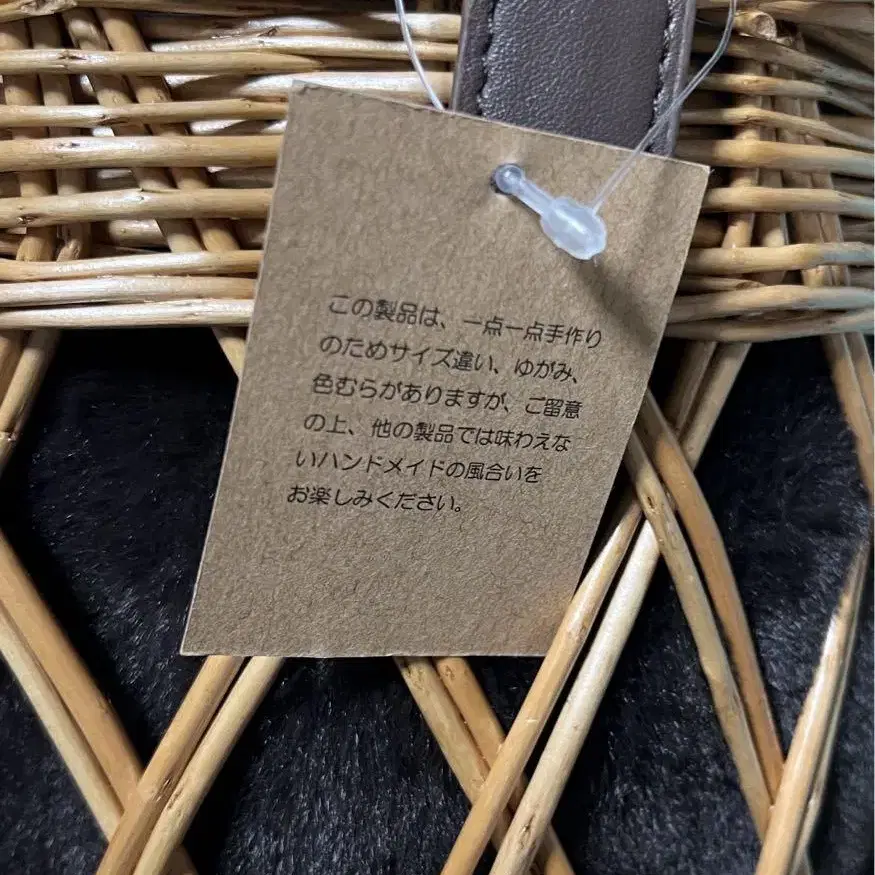 この製品は、一点一点手作り
のためサイズ違い、ゆがみ、
色むらがありますが、ご留意
の上、他の製品では味わえな
いハンドメイドの風合いを
お楽しみください。